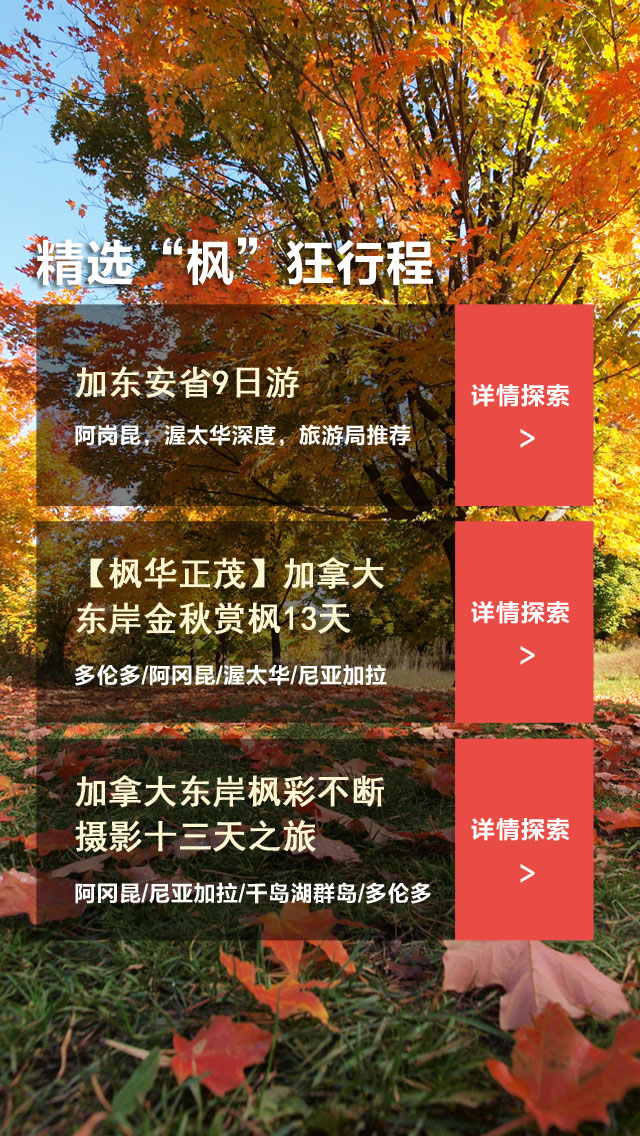 精选“枫”狂行程
加东安省9日游
阿岗昆，渥太华深度，旅游局推荐
详情探索
>
【枫华正茂】加拿大
东岸金秋赏枫13天
多伦多/阿冈昆/渥太华/尼亚加拉
详情探索
>
加拿大东岸枫彩不断
摄影十三天之旅
阿冈昆/尼亚加拉/千岛湖群岛/多伦多
详情探索
>